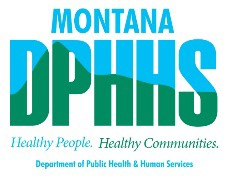 MONTANA
DPHHS
Healthy People. Healthy Communities.
Department of Public Health & Human Services